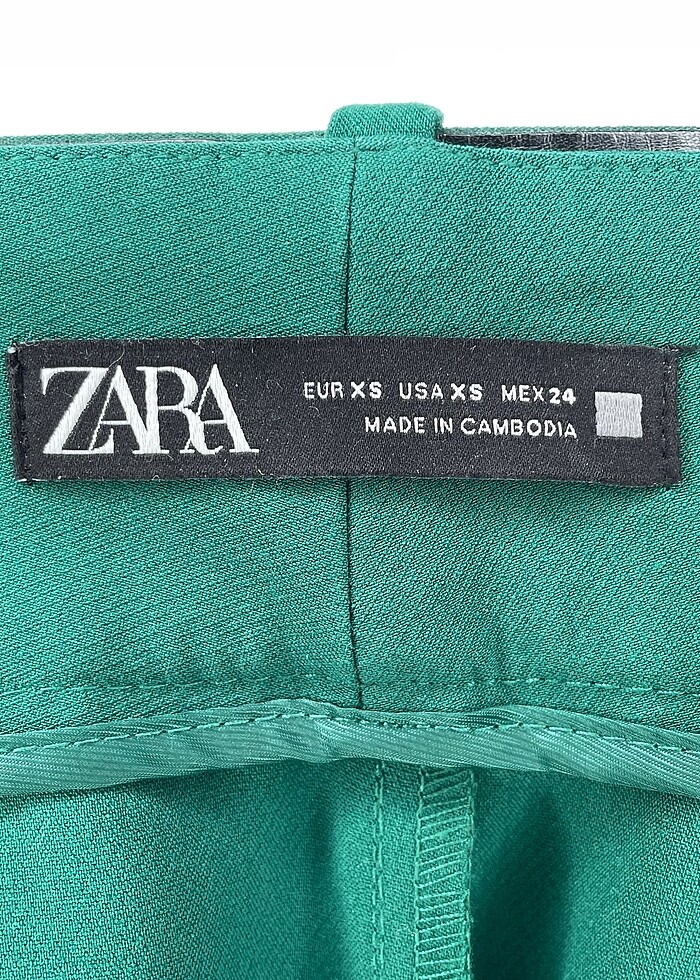 ZARA
EUR XS USA XS MEX 24
MADE IN CAMBODIA